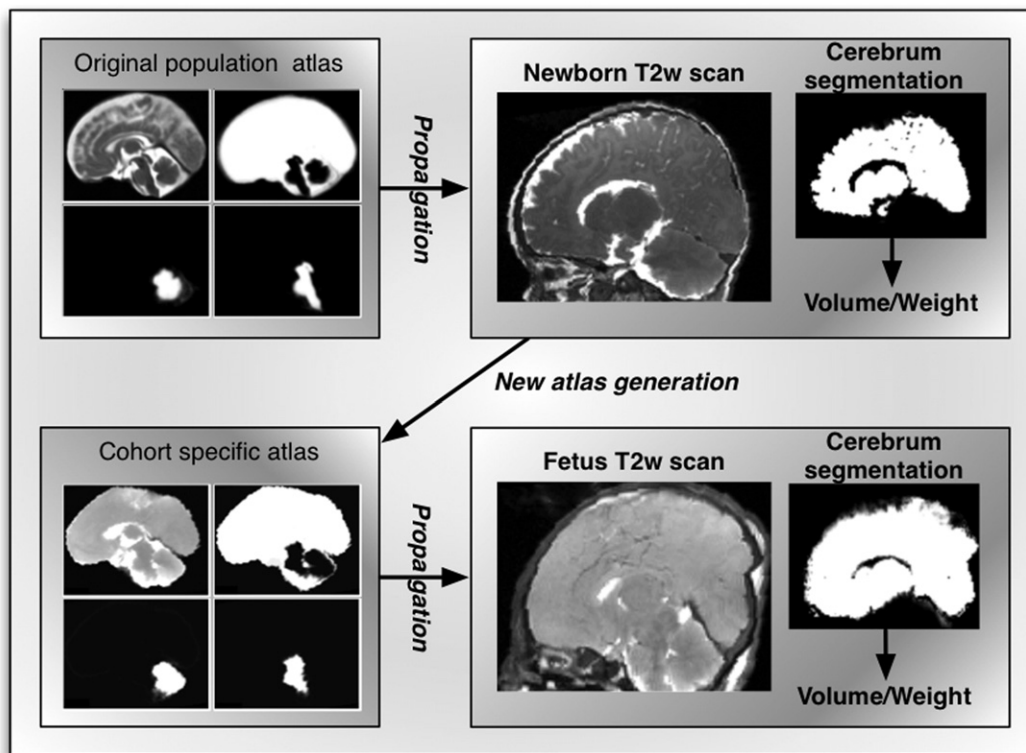 Original population atlas
Propagation
Newborn T2w scan
Cerebrum
segmentation
Volume/Weight
New atlas generation
Cohort specific atlas
Propagation
Fetus T2w scan
Cerebrum
segmentation
Volume/Weight